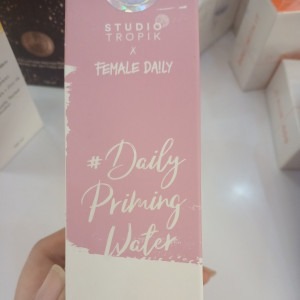 STUDIO
TROPIK
X
FEMALE DAILY
#Daily
Priming
Water